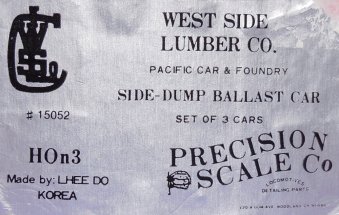 WEST SIDE
LUMBER CO.
PACIFIC CAR & FOUNDRY
SIDE-DUMP BALLAST CAR
SET OF 3 CARS
# 15052
HOn3
Made by: LHEE DO
KOREA
PRECISION
SCALE Co
LOCOMOTIVES
DETAILING PARTS